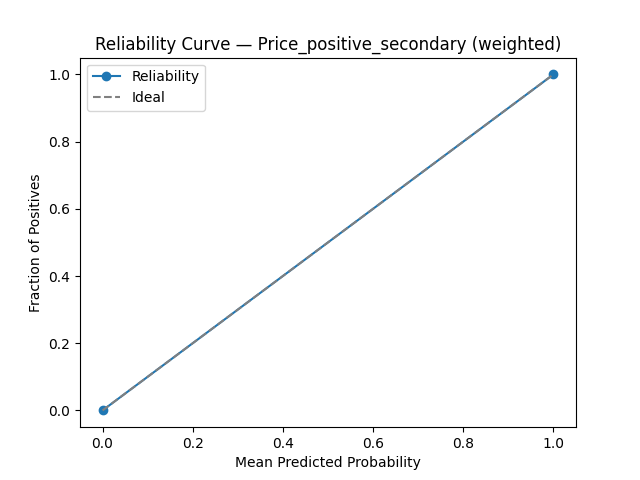 Reliability Curve — Price_positive_secondary (weighted)
Reliability
Ideal
1.0
0.8
0.6
0.4
0.2
0.0
Fraction of Positives
0.0 0.2 0.4 0.6 0.8 1.0
Mean Predicted Probability